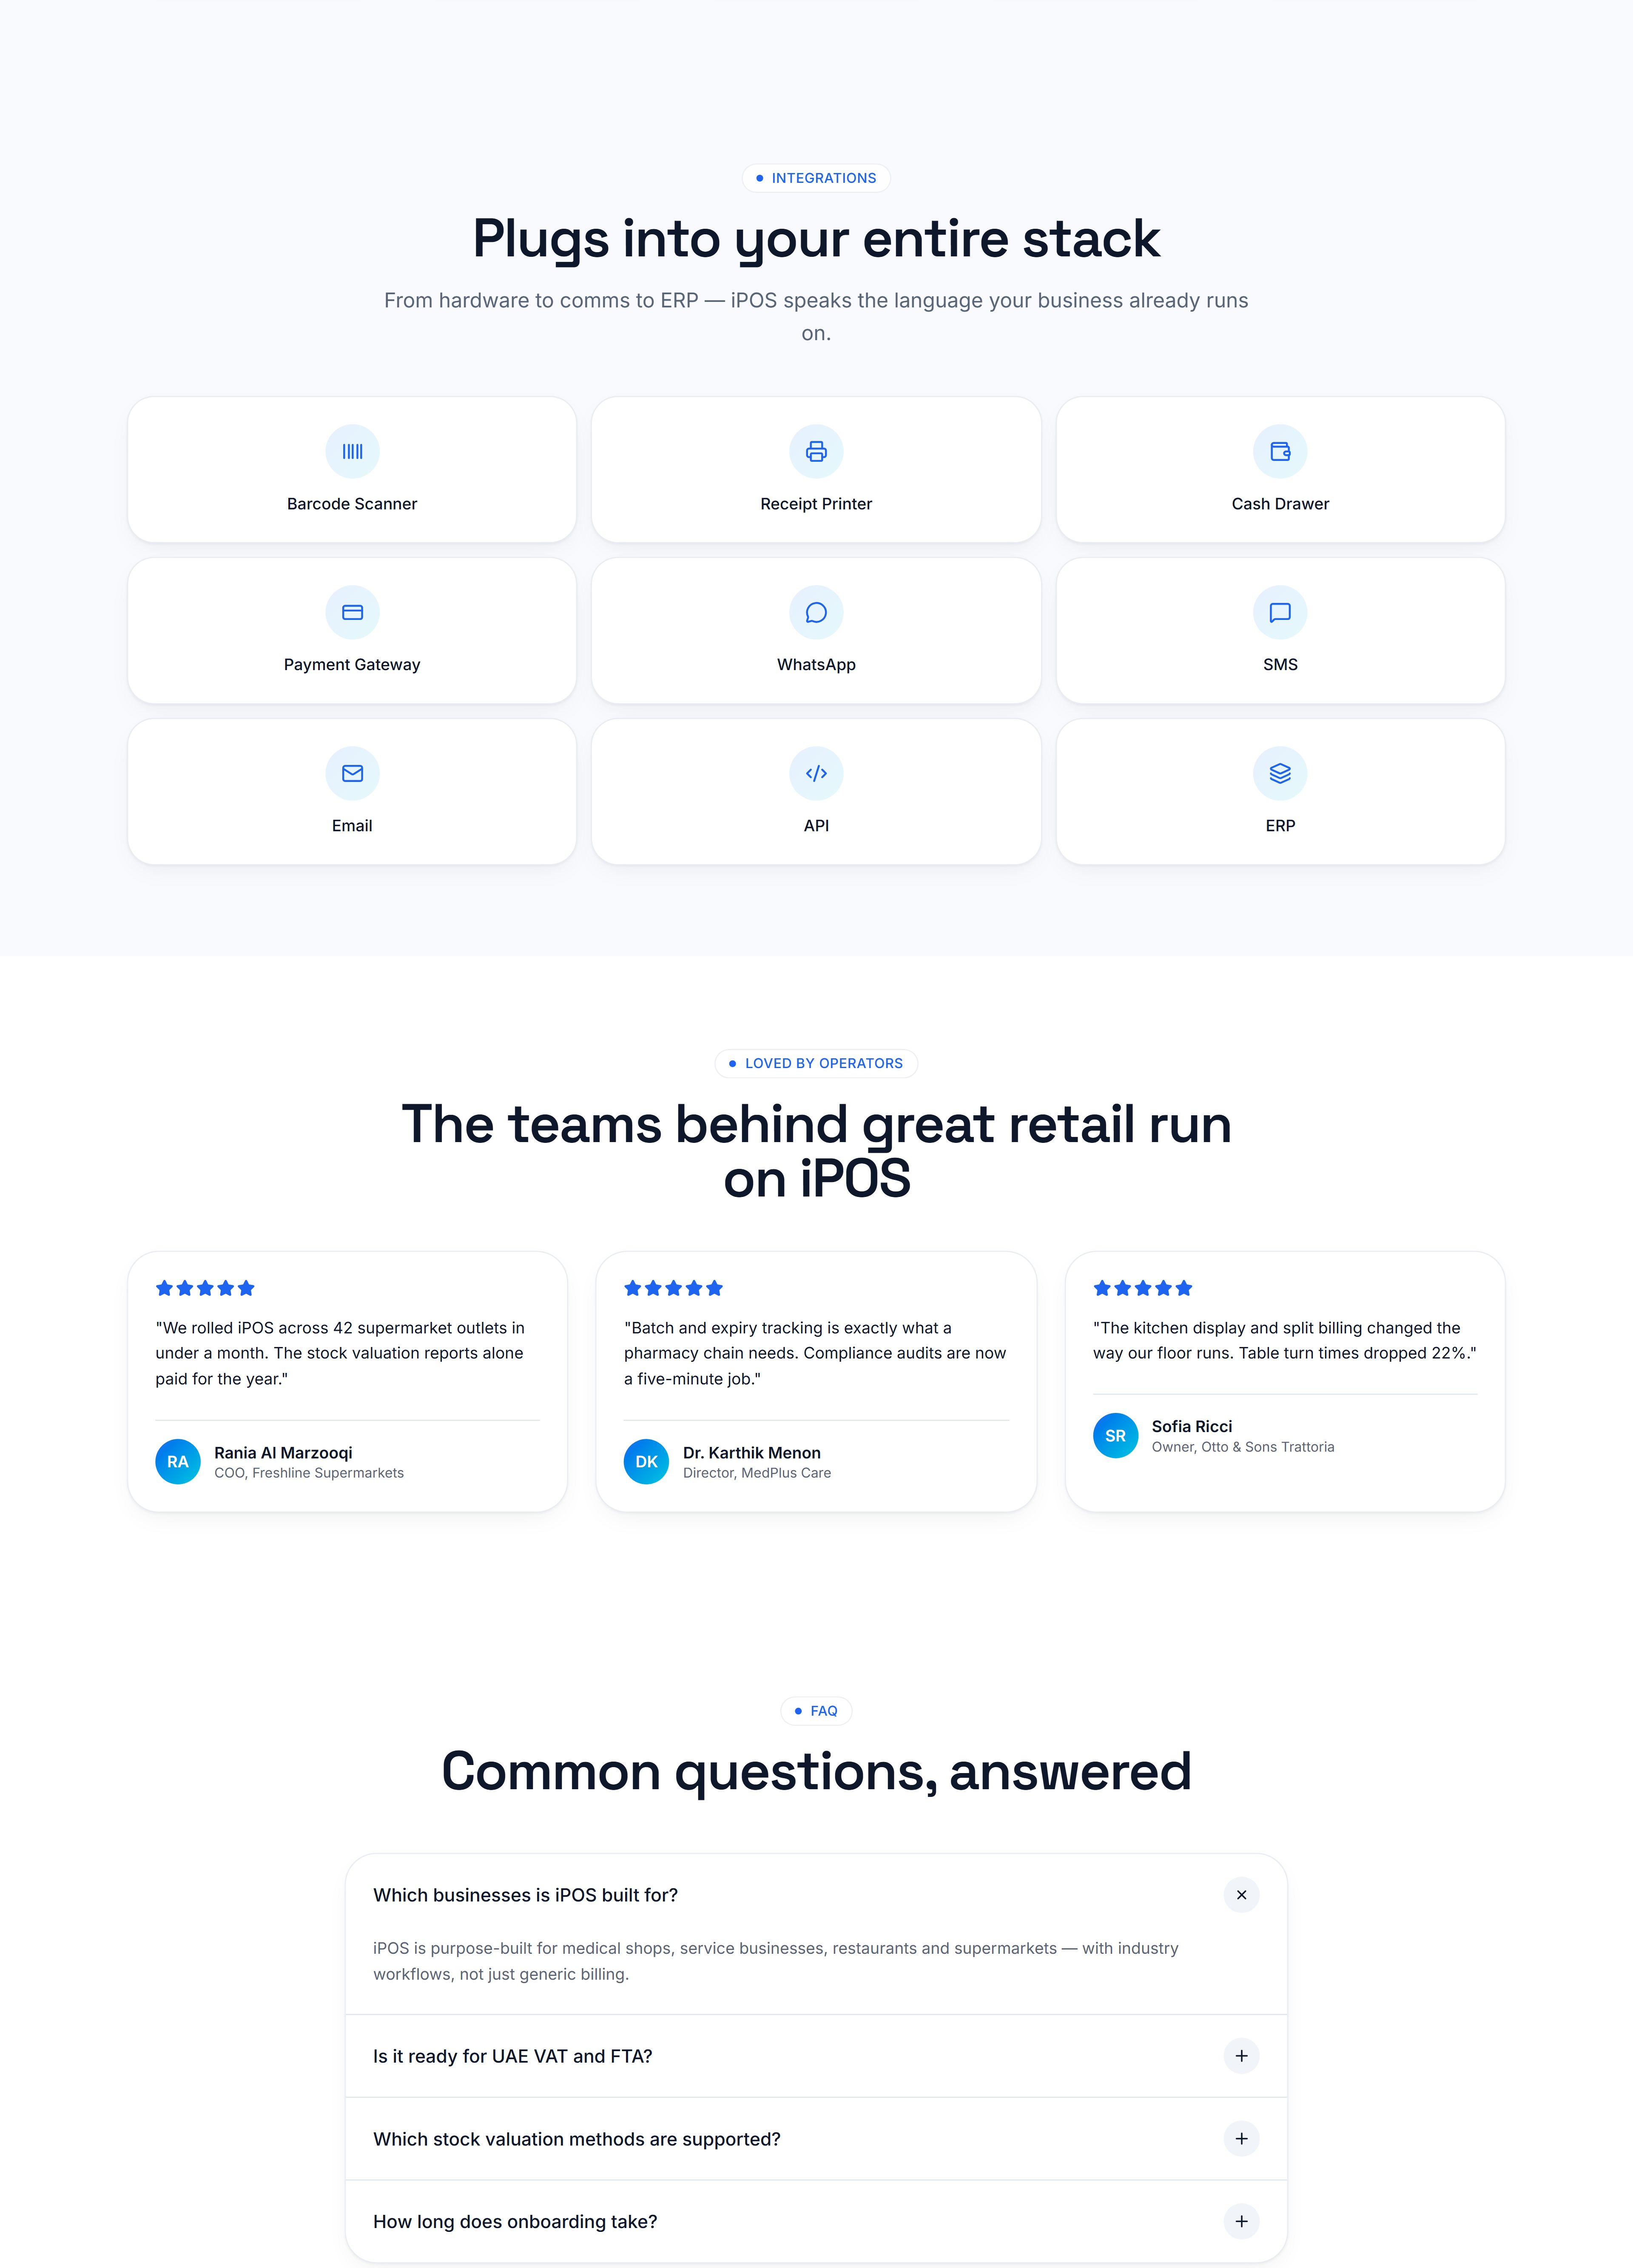 INTEGRATIONS
Plugs into your entire stack
From hardware to comms to ERP — iPOS speaks the language your business already runs
on.
Barcode Scanner
Receipt Printer
Cash Drawer
Payment Gateway
WhatsApp
SMS
Email
API
ERP
LOVED BY OPERATORS
The teams behind great retail run
on iPOS
"We rolled iPOS across 42 supermarket outlets in
under a month. The stock valuation reports alone
paid for the year."
RA
Rania Al Marzooqi
COO, Freshline Supermarkets
"Batch and expiry tracking is exactly what a
pharmacy chain needs. Compliance audits are now
a five-minute job."
DK
Dr. Karthik Menon
Director, MedPlus Care
"The kitchen display and split billing changed the
way our floor runs. Table turn times dropped 22%."
SR
Sofia Ricci
Owner, Otto & Sons Trattoria
FAQ
Common questions, answered
Which businesses is iPOS built for?
iPOS is purpose-built for medical shops, service businesses, restaurants and supermarkets — with industry
workflows, not just generic billing.
Is it ready for UAE VAT and FTA?
Which stock valuation methods are supported?
How long does onboarding take?